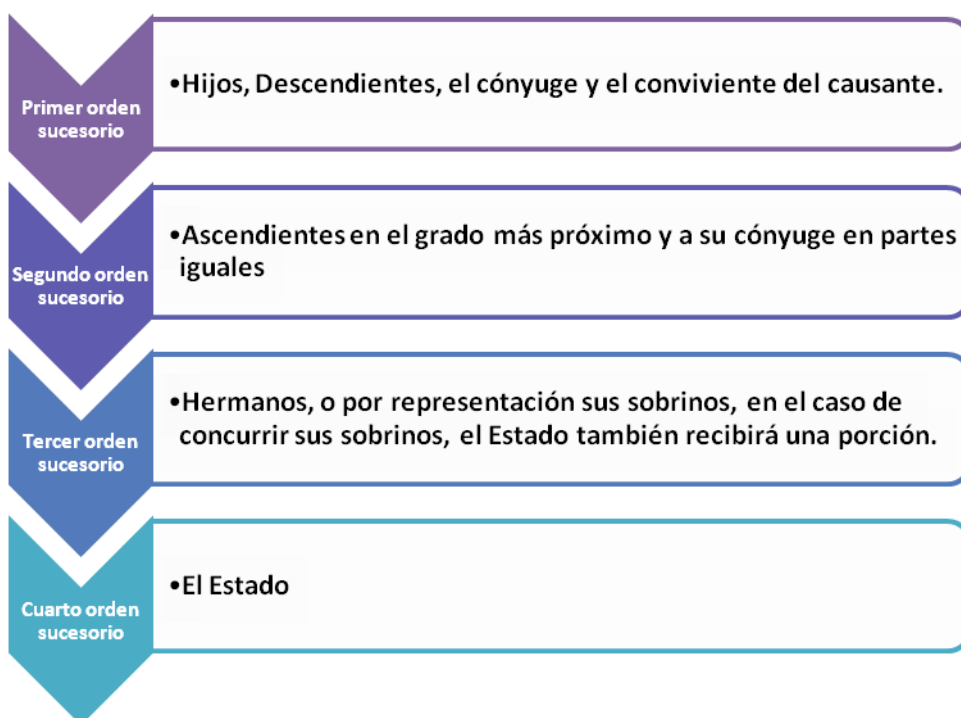 Primer orden
sucesorio
•Hijos, Descendientes, el cónyuge y el conviviente del causante.
Segundo orden
sucesorio
•Ascendientes en el grado más próximo y a su cónyuge en partes
iguales
Tercer orden
sucesorio
•Hermanos, o por representación sus sobrinos, en el caso de
concurrir sus sobrinos, el Estado también recibirá una porción.
Cuarto orden
sucesorio
•El Estado